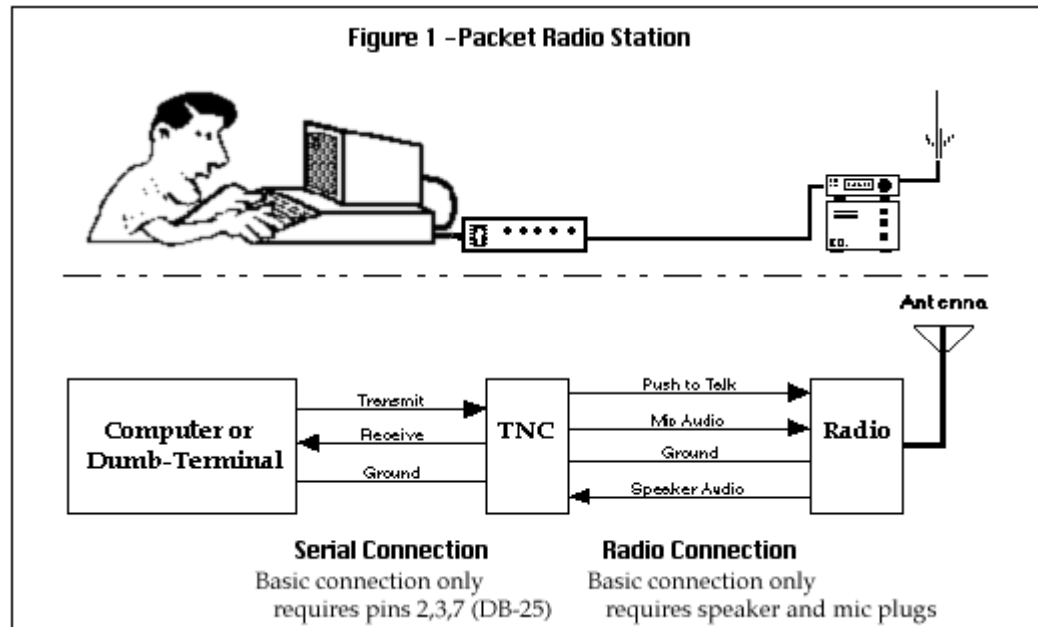 Figure 1 -Packet Radio Station
Antenna
Computer or
Dumb-Terminal
Transmit
Receive
Ground
TNC
Push to Talk
Mic Audio
Ground
Speaker Audio
Radio
Serial Connection
Basic connection only
requires pins 2,3,7 (DB-25)
Radio Connection
Basic connection only
requires speaker and mic plugs